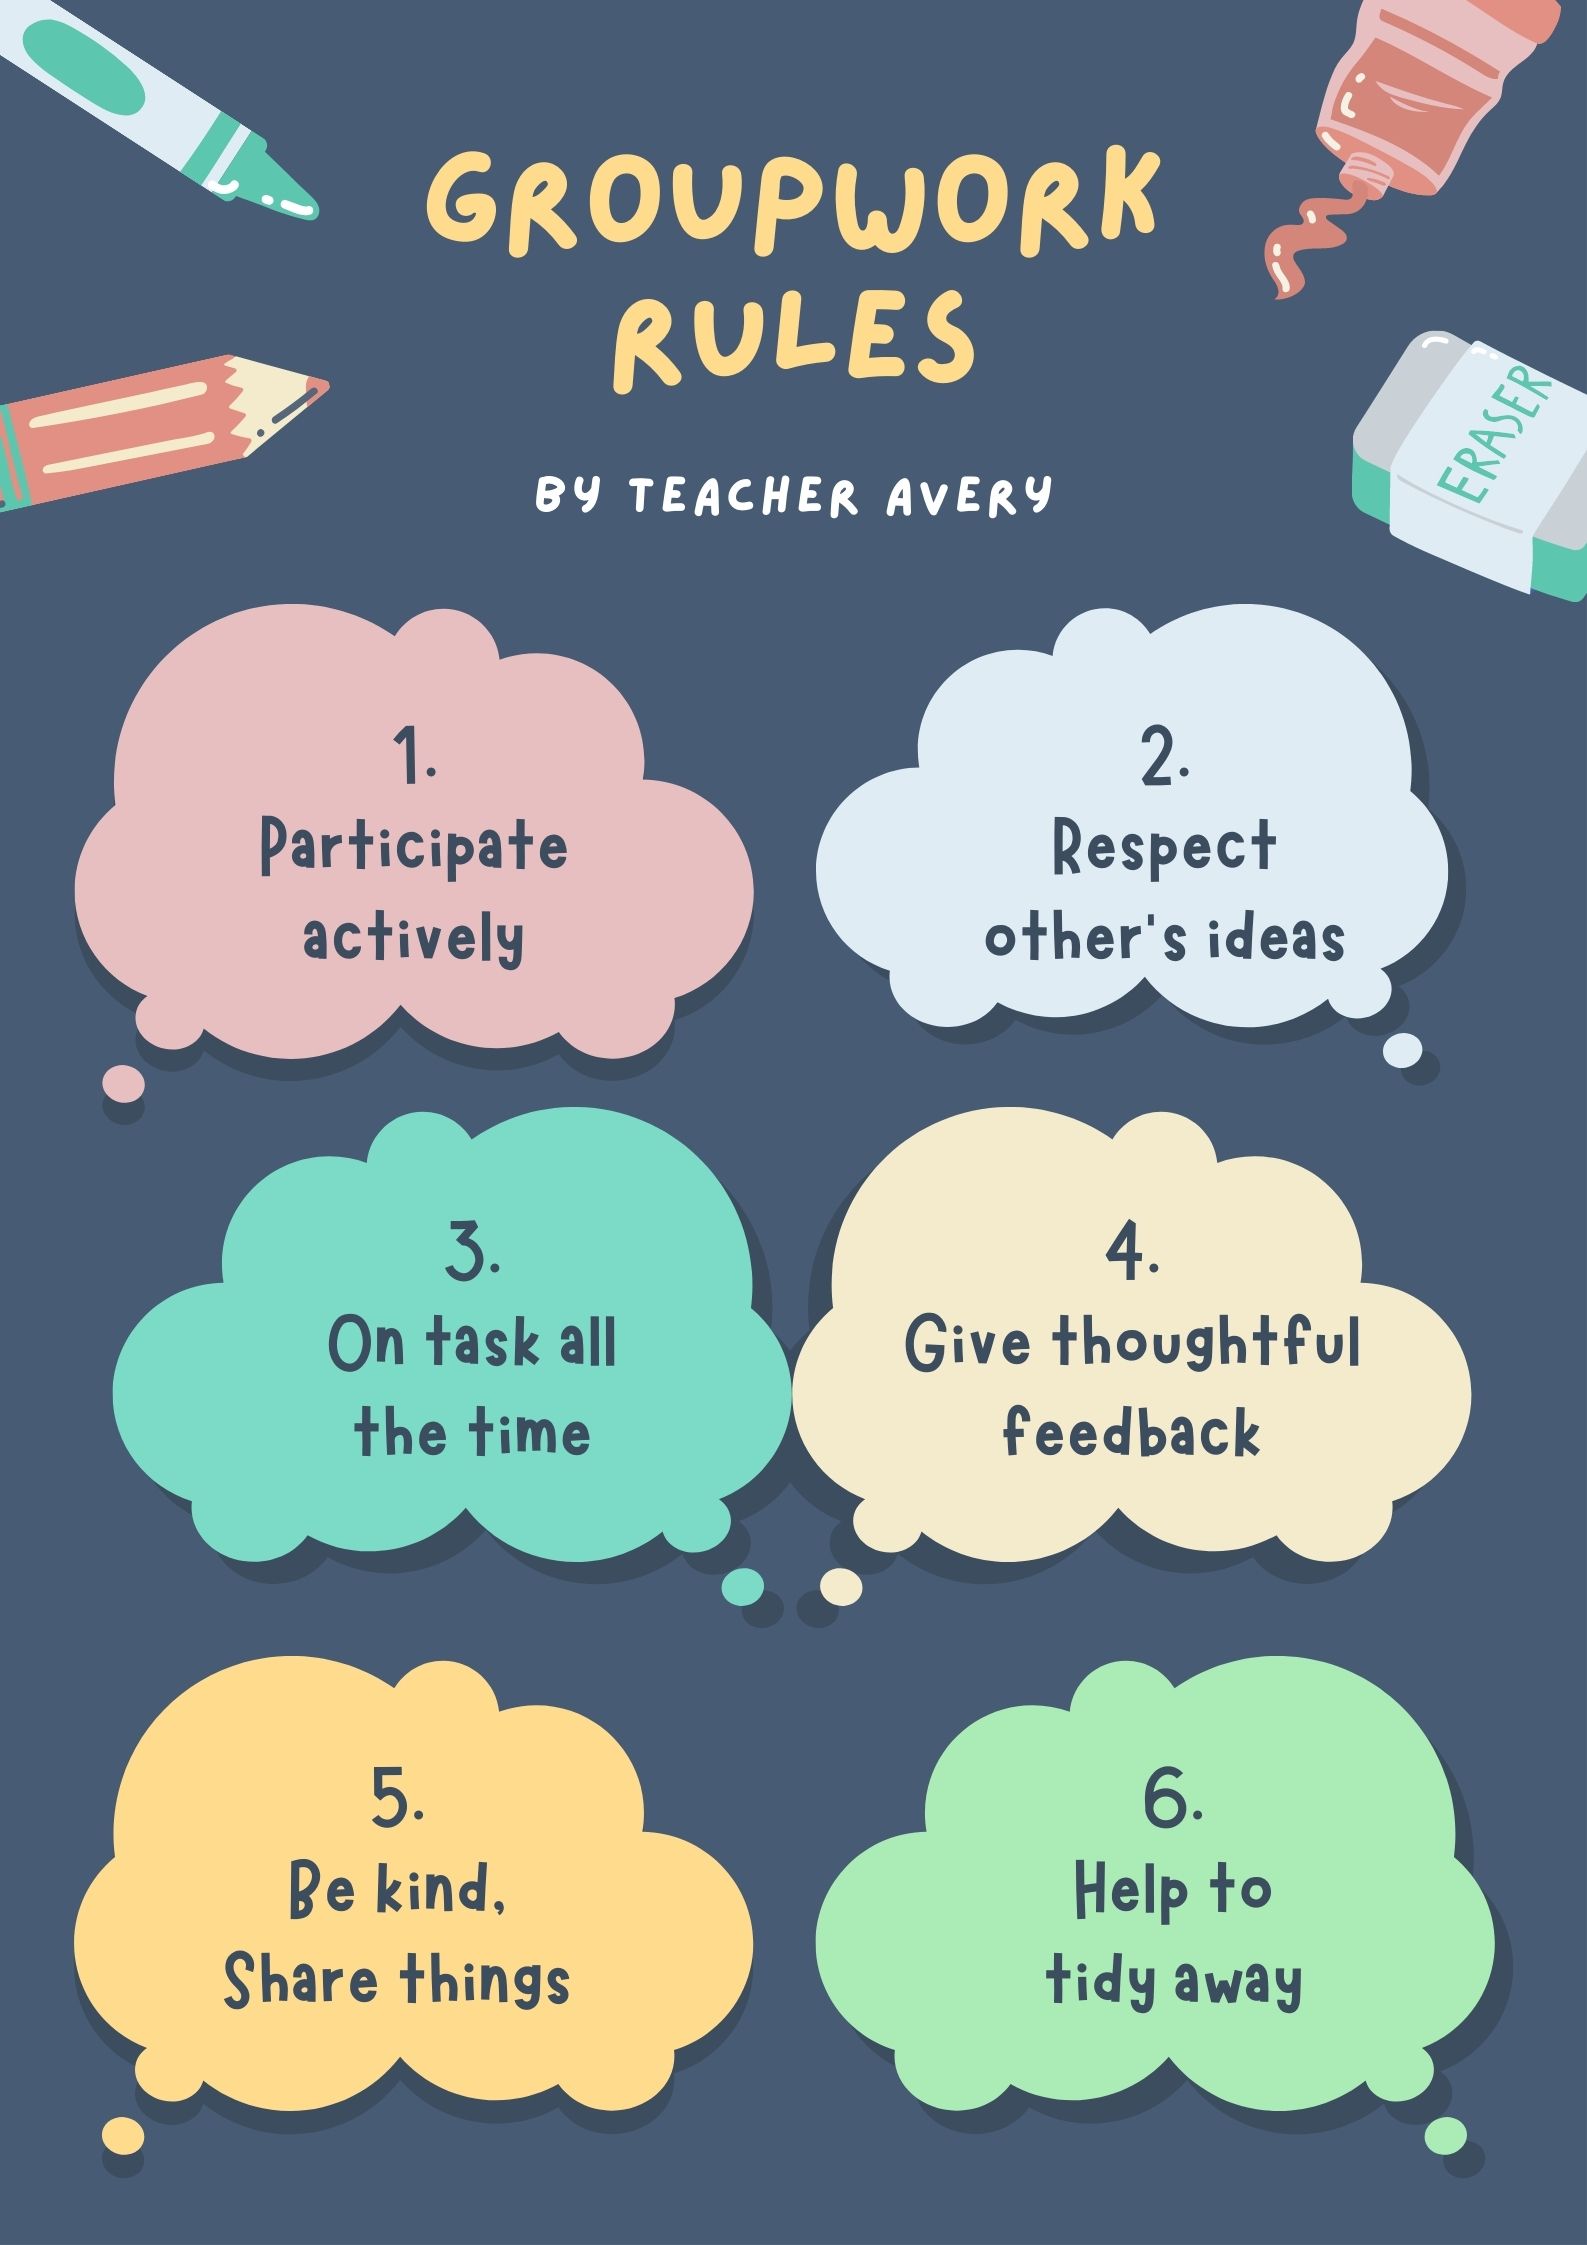 GROUPWORK
RULES
ERASER
BY TEACHER AVERY
1.
Participate
actively
2.
Respect
other's ideas
3.
On task all
the time
4.
Give thoughtful
feedback
5.
Be kind,
Share things
6.
Help to
tidy away